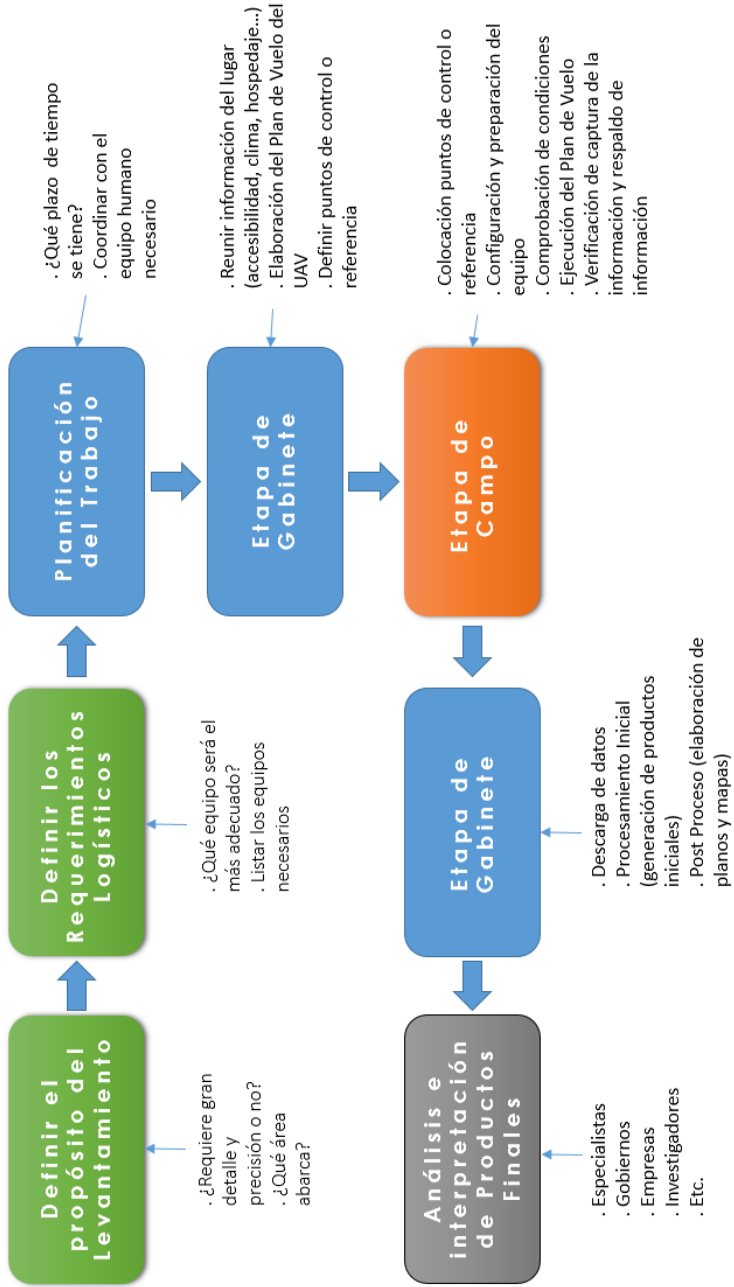 Definir el
propósito del
Levantamiento
. ¿Requiere gran
detalle y
precisión o no?
. ¿Qué área
abarca?
Definir los
Requerimientos
Logísticos
. ¿Qué equipo será el
más adecuado?
. Listar los equipos
necesarios
Planificación
del Trabajo
. ¿Qué plazo de tiempo
se tiene?
. Coordinar con el
equipo humano
necesario
Etapa de
Gabinete
. Reunir información del lugar
(accesibilidad, clima, hospedaje...)
. Elaboración del Plan de Vuelo del
UAV
. Definir puntos de control o
referencia
Etapa de
Campo
. Colocación puntos de control o
referencia
. Configuración y preparación del
equipo
. Comprobación de condiciones
. Ejecución del Plan de Vuelo
. Verificación de captura de la
información y respaldo de
información
Etapa de
Gabinete
. Descarga de datos
. Procesamiento Inicial
(generación de productos
iniciales)
. Post Proceso (elaboración de
planos y mapas)
Análisis e
interpretación
de Productos
Finales
. Especialistas
. Gobiernos
. Empresas
. Investigadores
. Etc.